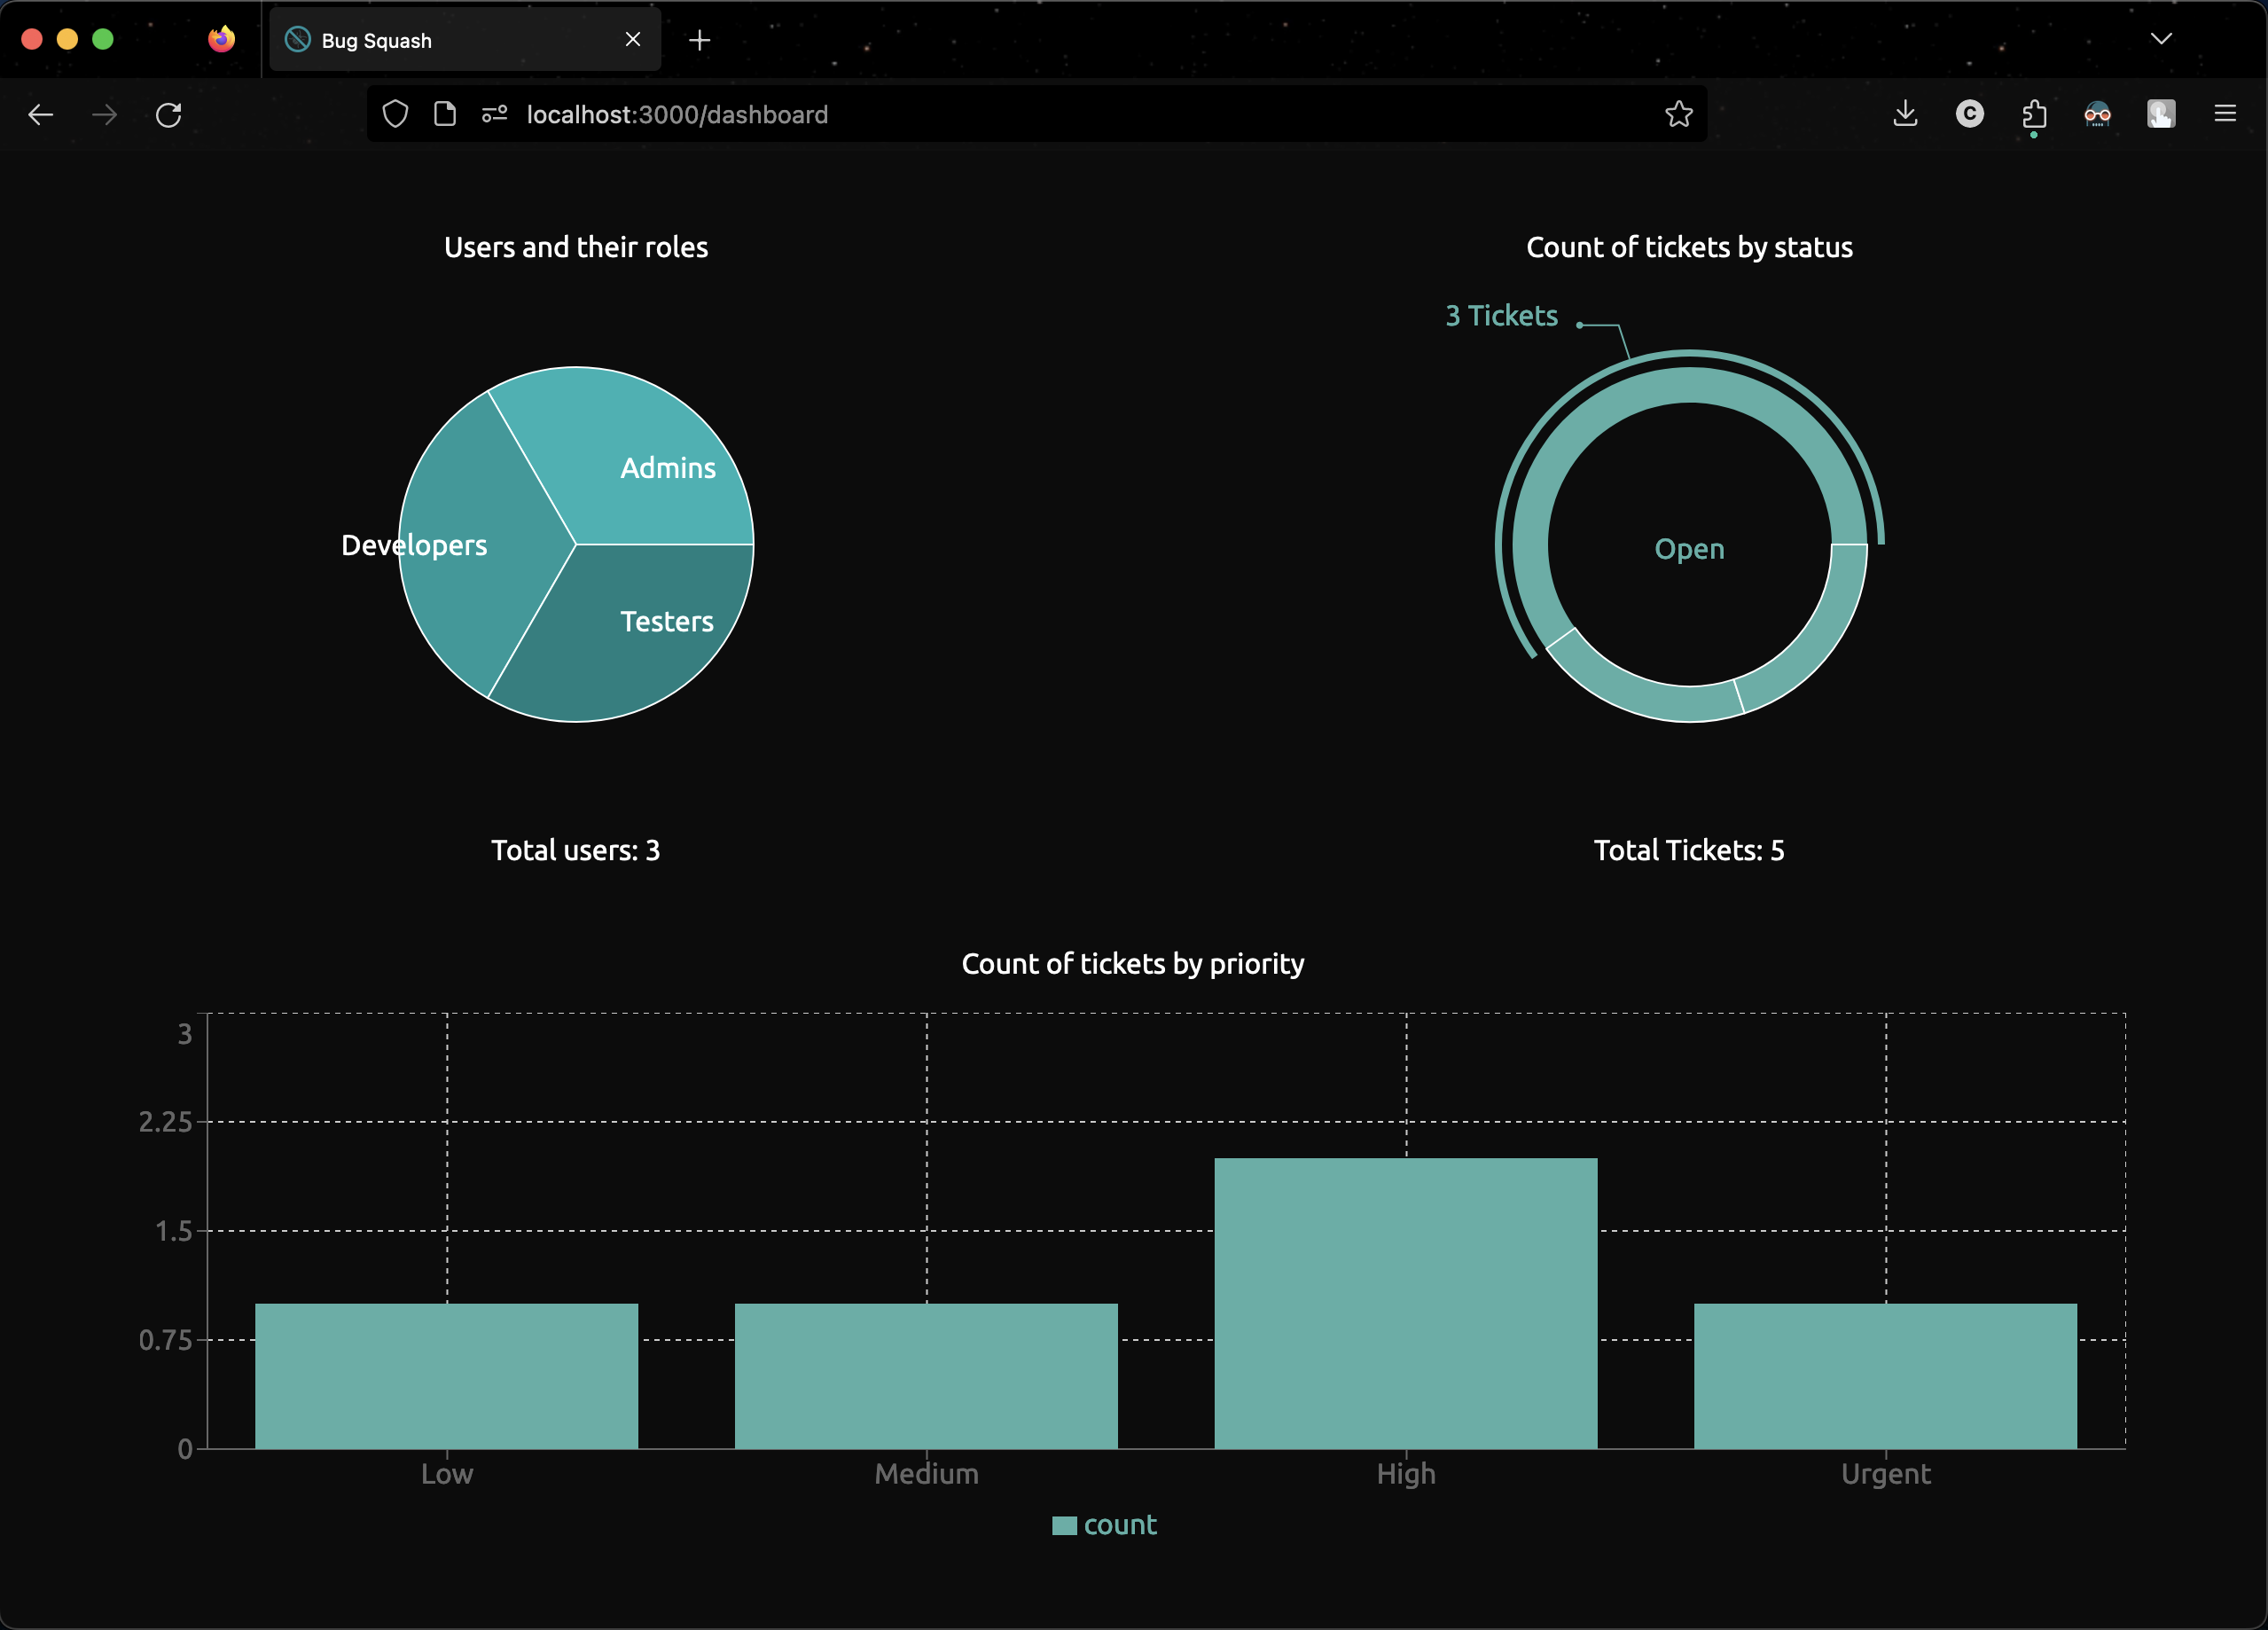 Bug Squash
localhost:3000/dashboard
C
Users and their roles
Admins
Developers
Testers
Total users: 3
Count of tickets by status
3 Tickets
Open
Total Tickets: 5
Count of tickets by priority
3
2.25
1.5
0.75
0
Low Medium High Urgent
count